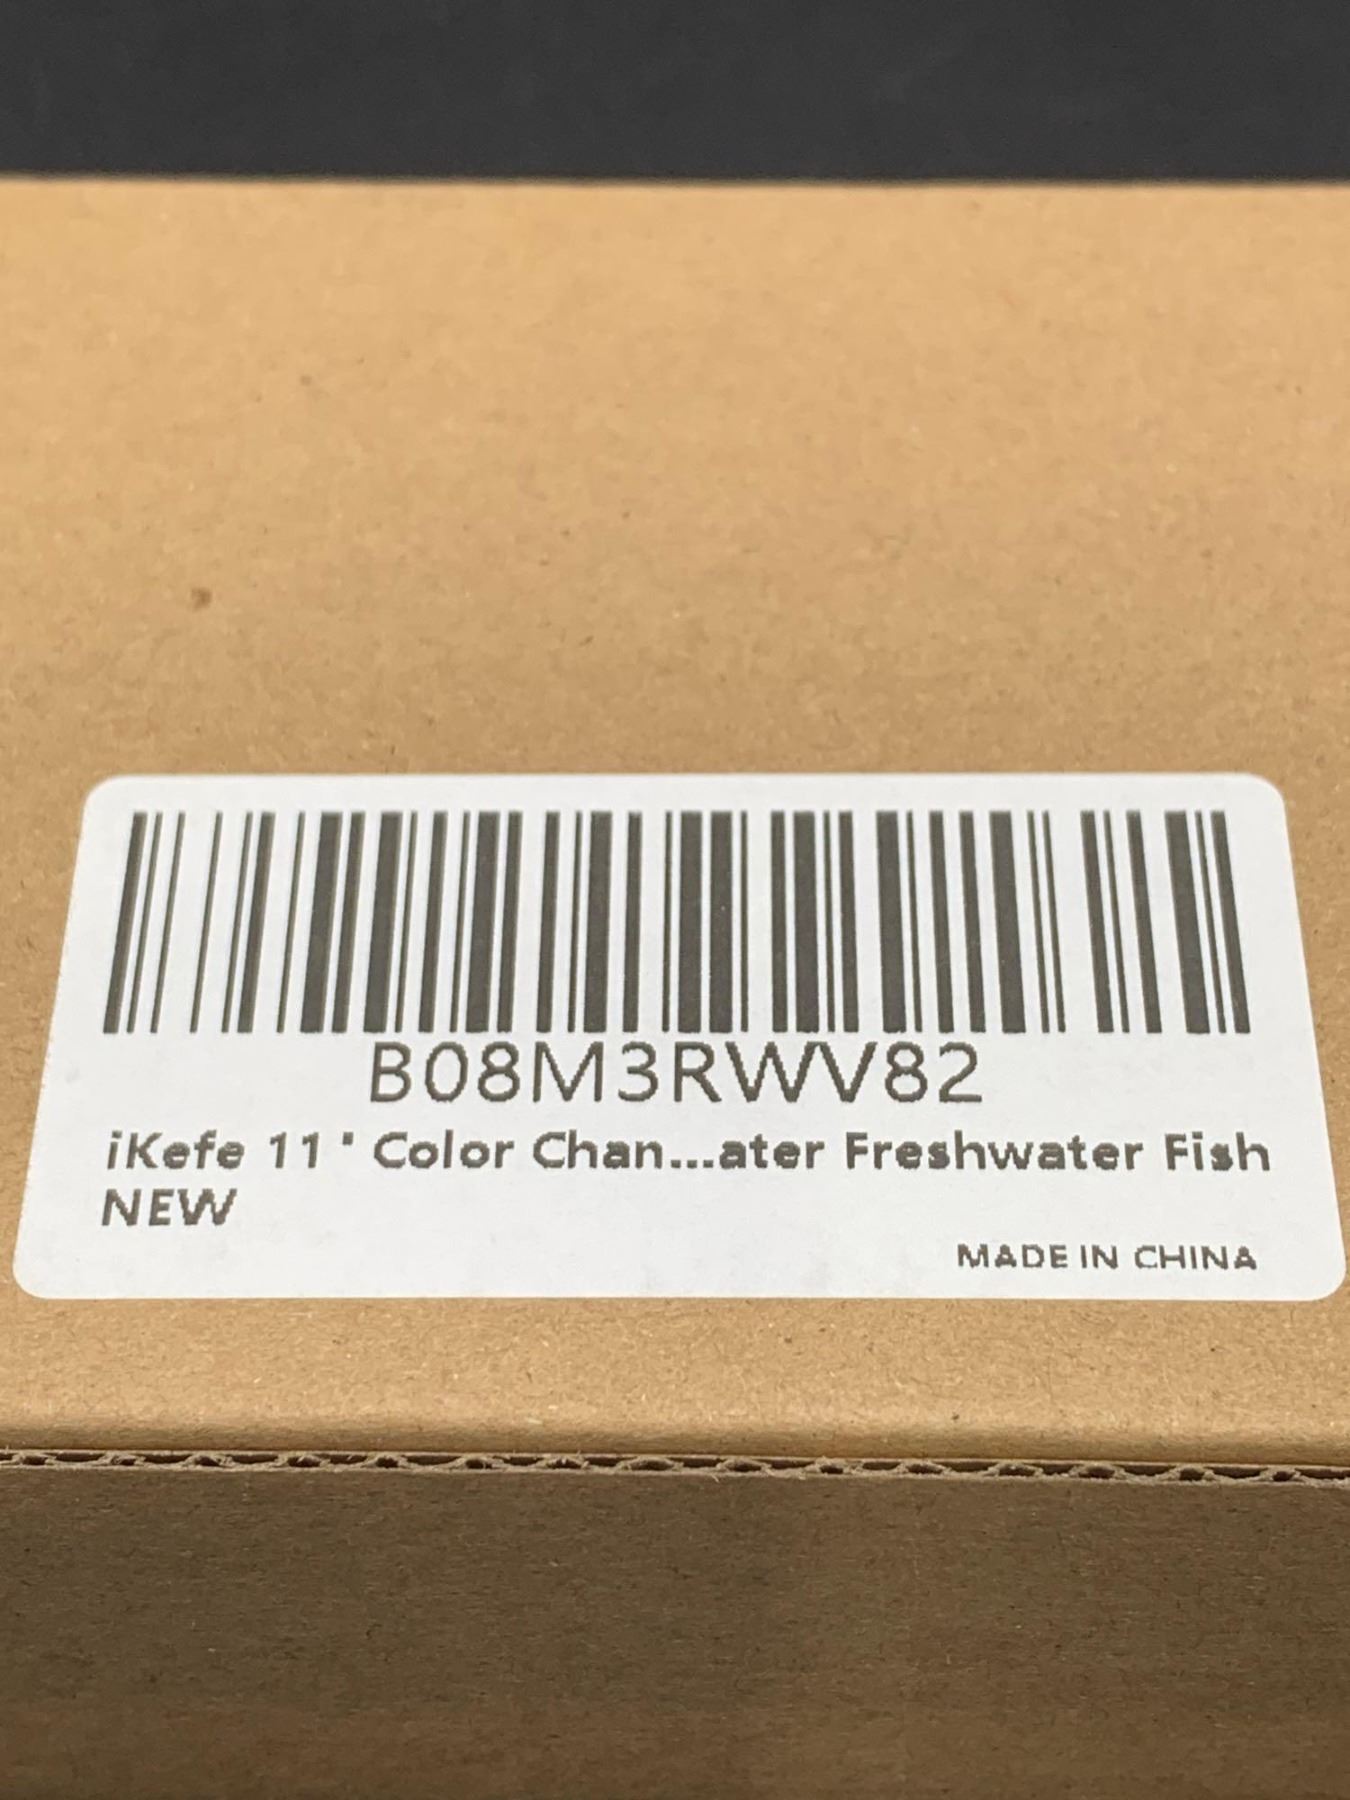 B08M3RWV82
iKefe 11" Color Chan...ater Freshwater Fish
NEW
MADE IN CHINA